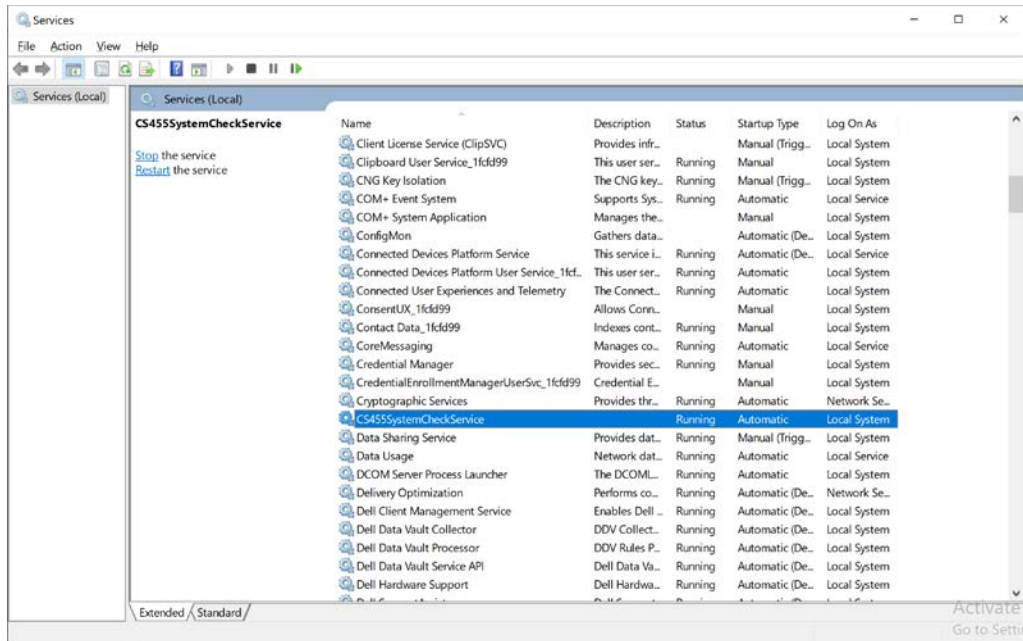 Services
File Action View Help
Services (Local)
Services (Local)
CS455SystemCheckService
Stop the service
Restart the service
Name Description Status Startup Type Log On As
Client License Service (ClipSVC) Provides infr... Manual (Trigg... Local System
Clipboard User Service_1fcfd99 This user ser... Running Manual Local System
CNG Key Isolation The CNG key... Running Manual (Trigg... Local System
COM+ Event System Supports Sys... Running Automatic Local Service
COM+ System Application Manages the... Manual Local System
ConfigMon Gathers data... Automatic (De... Local System
Connected Devices Platform Service This service i... Running Automatic (De... Local Service
Connected Devices Platform User Service_1fcf... This user ser... Running Automatic Local System
Connected User Experiences and Telemetry The Connect... Running Automatic Local System
ConsentUX_1fcfd99 Allows Conn... Manual Local System
Contact Data_1fcfd99 Indexes cont... Running Manual Local System
CoreMessaging Manages co... Running Automatic Local Service
Credential Manager Provides sec... Running Manual Local System
CredentialEnrollmentManagerUserSvc_1fcfd99 Credential E... Manual Local System
Cryptographic Services Provides thr... Running Automatic Network Se...
CS455SystemCheckService Running Automatic Local System
Data Sharing Service Provides dat... Running Manual (Trigg... Local System
Data Usage Network dat... Running Automatic Local Service
DCOM Server Process Launcher The DCOML... Running Automatic Local System
Delivery Optimization Performs co... Running Automatic (De... Network Se...
Dell Client Management Service Enables Dell ... Running Automatic (De... Local System
Dell Data Vault Collector DDV Collect... Running Automatic (De... Local System
Dell Data Vault Processor DDV Rules P... Running Automatic (De... Local System
Dell Data Vault Service API Dell Data Va... Running Automatic (De... Local System
Dell Hardware Support Dell Hardwa... Running Automatic (De... Local System
Extended Standard
Activate
Go to Setti